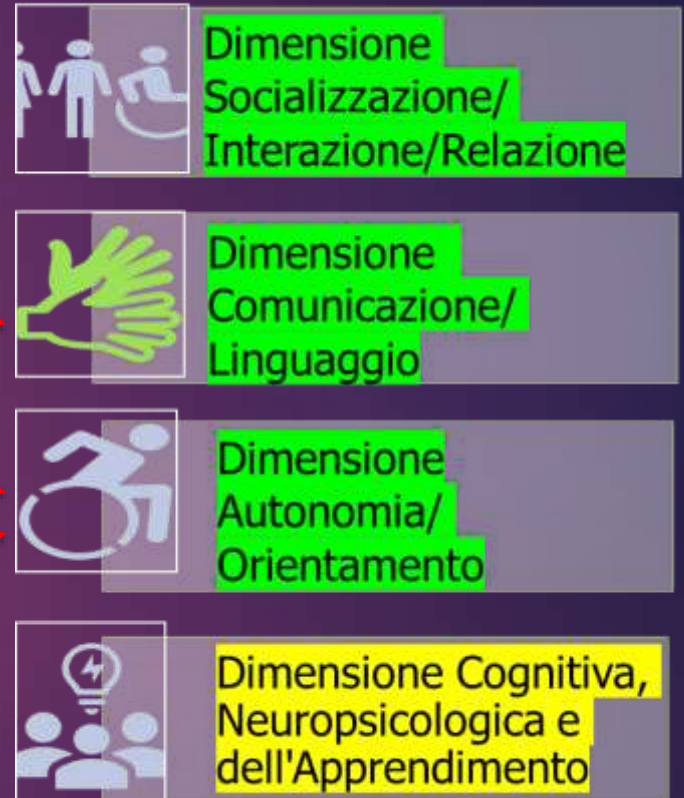 Dimensione
Socializzazione/
Interazione/Relazione
Dimensione
Comunicazione/
Linguaggio
Dimensione
Autonomia/
Orientamento
Dimensione Cognitiva,
Neuropsicologica e
dell'Apprendimento